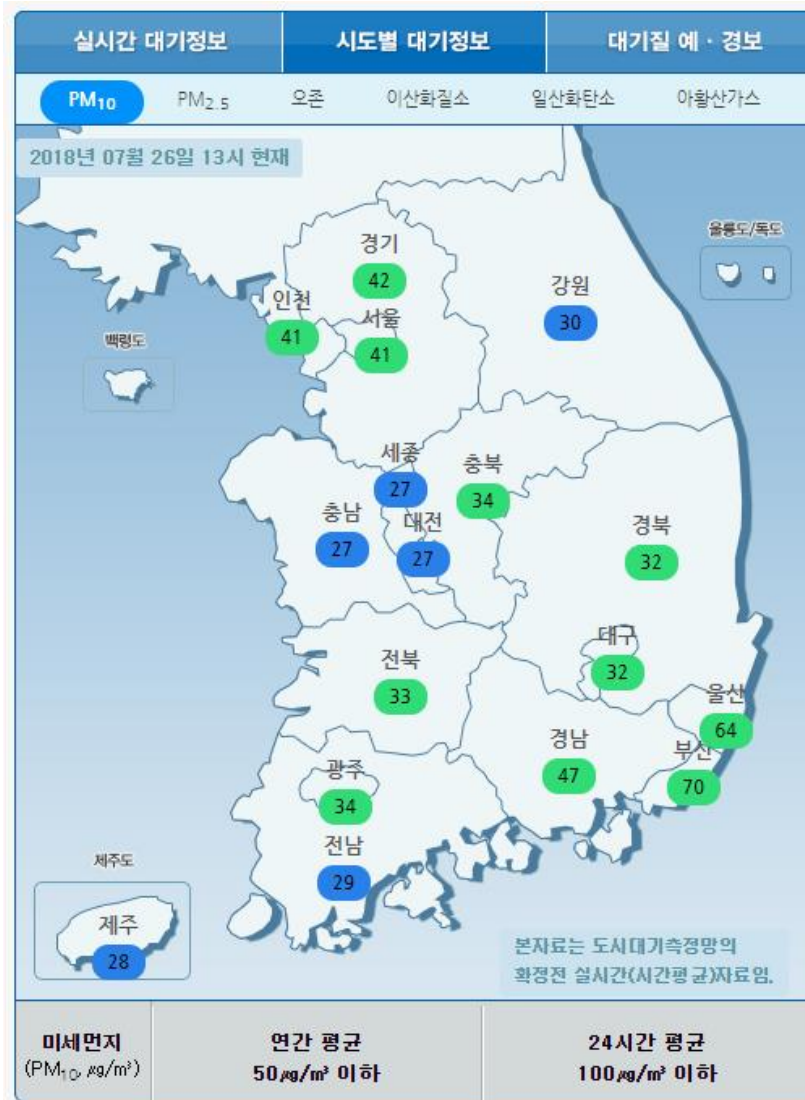 실시간 대기정보
시도별 대기정보
대기질 예 · 경보
PM10
PM2.5
오존
이산화질소
일산화탄소
아황산가스
2018년 07월 26일 13시 현재
울릉도/독도
경기
42
강원
30
인천
41
서울
41
백령도
세종
27
충북
34
충남
27
대전
27
경북
32
대구
32
전북
33
울산
64
경남
47
부산
70
광주
34
전남
29
제주도
제주
28
본자료는 도시대기측정망의
확정전 실시간(시간평균)자료임.
미세먼지
(PM10, ㎍/㎥)
연간 평균
50㎍/㎥ 이하
24시간 평균
100㎍/㎥ 이하